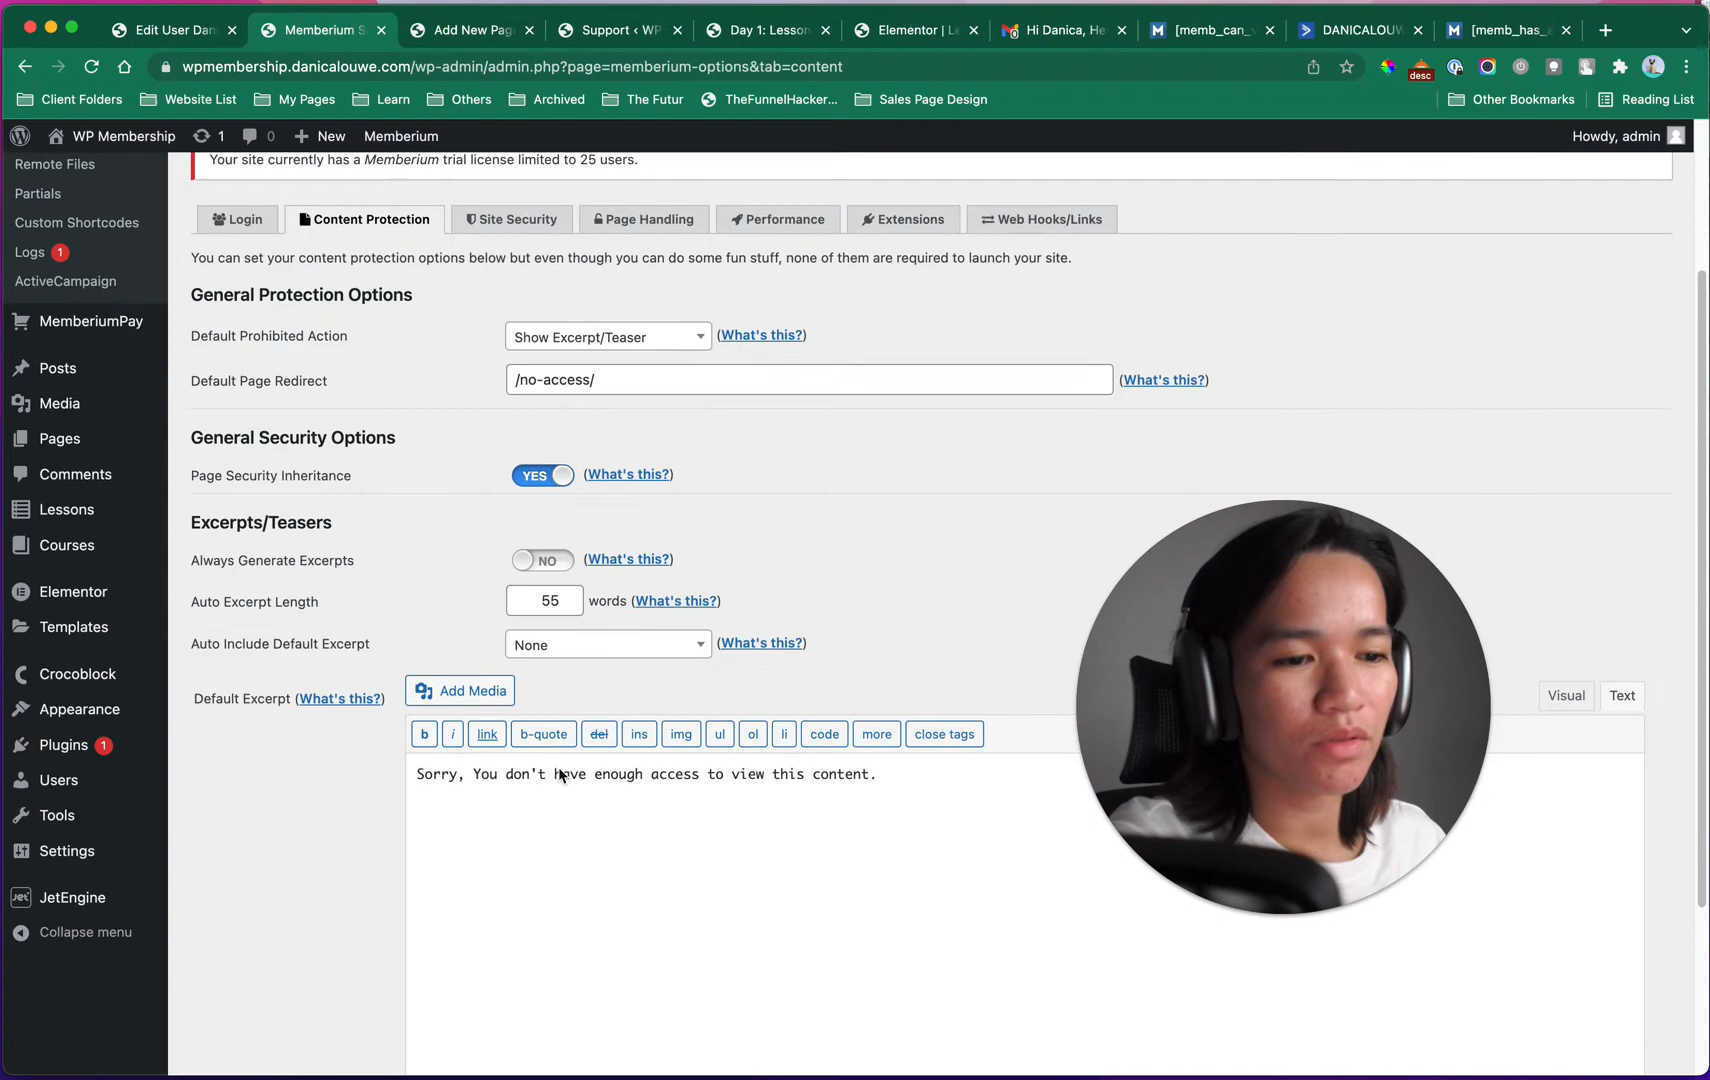 Edit User Dan
Memberium S
Add New Page
Support ‹ WP
Day 1: Lesson
Elementor | L
Hi Danica, He
[memb_can_v
DANICALOUW
[memb_has_a
wpmembership.danicalouwe.com/wp-admin/admin.php?page=memberium-options&tab=content
desc
Client Folders
Website List
My Pages
Learn
Others
Archived
The Futur
TheFunnelHacker...
Sales Page Design
Other Bookmarks
Reading List
WP Membership
1
0
New
Memberium
Howdy, admin
Remote Files
Partials
Custom Shortcodes
Logs 1
ActiveCampaign
MemberiumPay
Posts
Media
Pages
Comments
Lessons
Courses
Elementor
Templates
Crocoblock
Appearance
Plugins 1
Users
Tools
Settings
JetEngine
Collapse menu
Your site currently has a Memberium trial license limited to 25 users.
Login
Content Protection
Site Security
Page Handling
Performance
Extensions
Web Hooks/Links
You can set your content protection options below but even though you can do some fun stuff, none of them are required to launch your site.
General Protection Options
Default Prohibited Action
Show Excerpt/Teaser
(What's this?)
Default Page Redirect
/no-access/
(What's this?)
General Security Options
Page Security Inheritance
YES
(What's this?)
Excerpts/Teasers
Always Generate Excerpts
NO
(What's this?)
Auto Excerpt Length
55
words (What's this?)
Auto Include Default Excerpt
None
(What's this?)
Default Excerpt (What's this?)
Add Media
Visual
Text
b
i
link
b-quote
del
ins
img
ul
ol
li
code
more
close tags
Sorry, You don't have enough access to view this content.